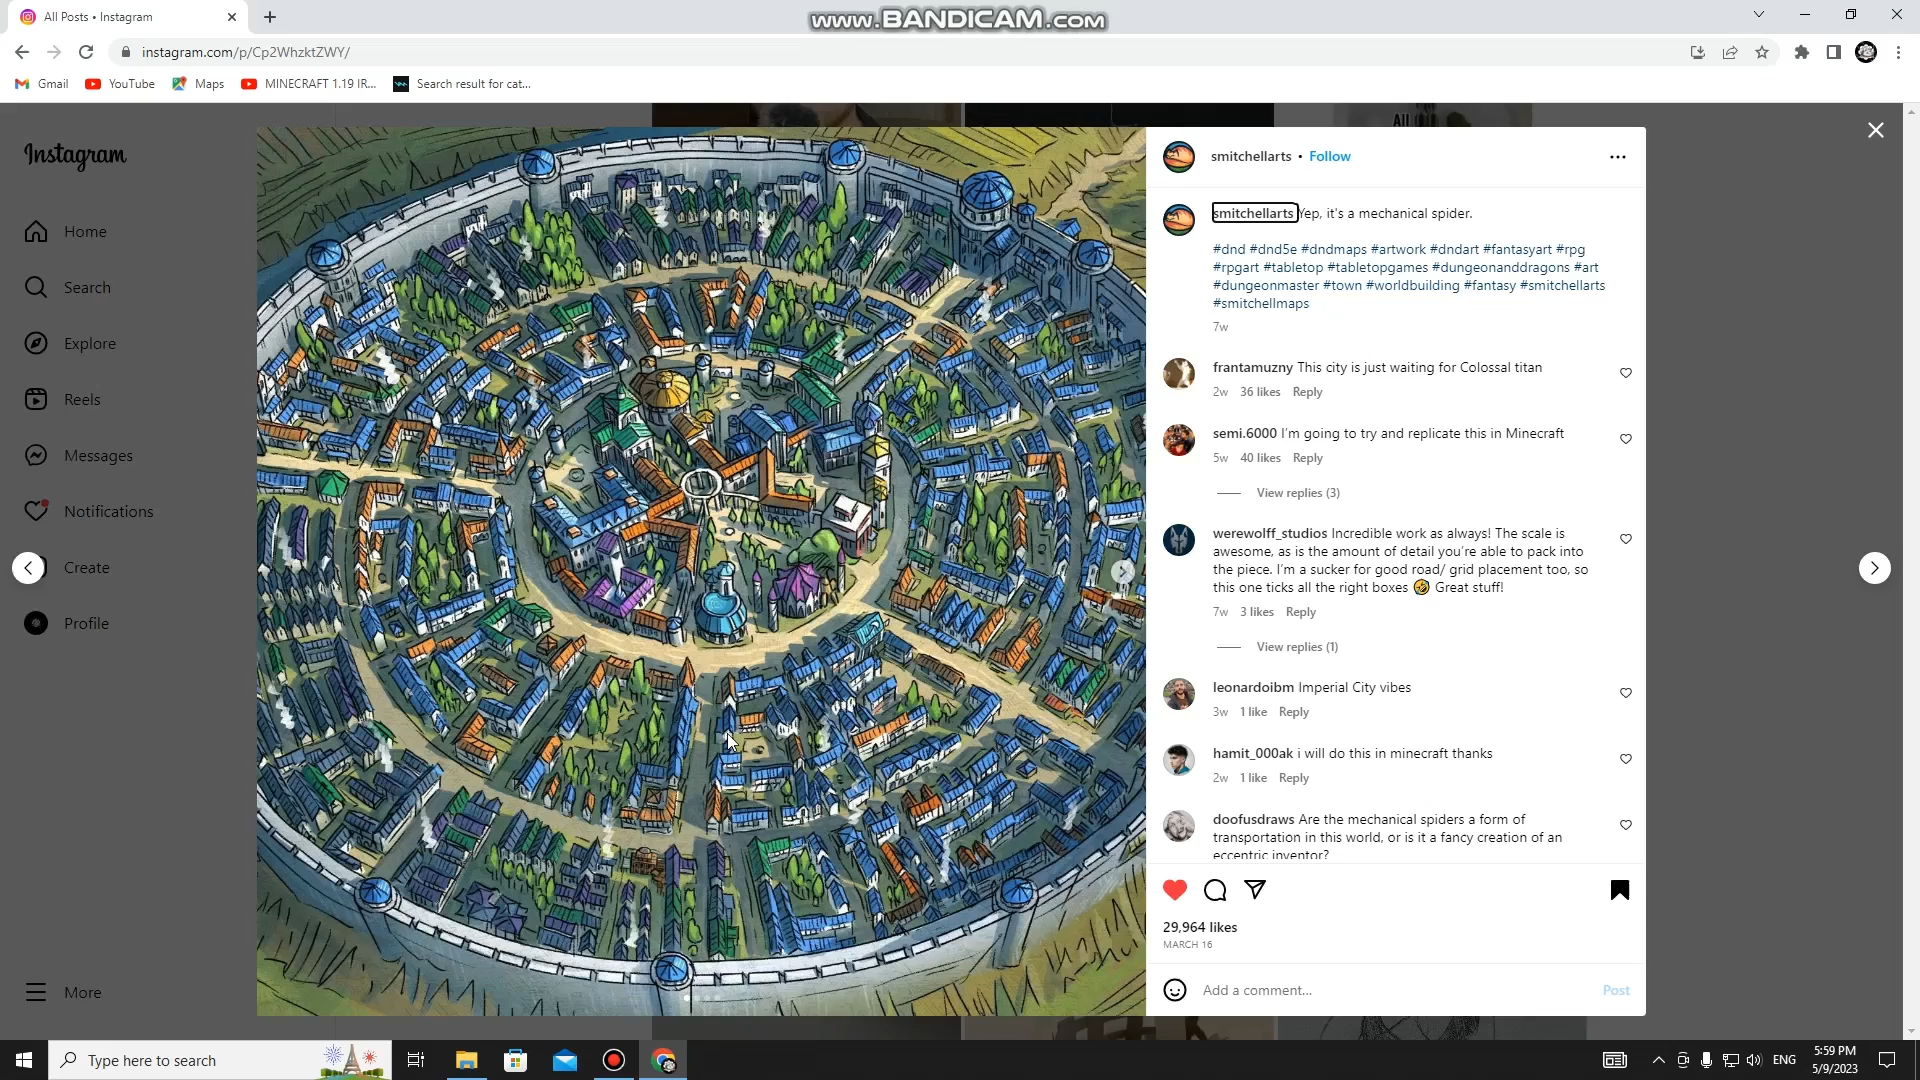 All Posts • Instagram
www.BANDICAM.com
instagram.com/p/Cp2WhzktZWY/
Gmail
YouTube
Maps
MINECRAFT 1.19 IR...
Search result for cat...
Instagram
Home
Search
Explore
Reels
Messages
Notifications
Create
Profile
More
smitchellarts • Follow
smitchellarts Yep, it's a mechanical spider.
#dnd #dnd5e #dndmaps #artwork #dndart #fantasyart #rpg
#rpgart #tabletop #tabletopgames #dungeonanddragons #art
#dungeonmaster #town #worldbuilding #fantasy #smitchellarts
#smitchellmaps
7w
frantamuzny This city is just waiting for Colossal titan
2w 36 likes Reply
semi.6000 I'm going to try and replicate this in Minecraft
5w 40 likes Reply
View replies (3)
werewolff_studios Incredible work as always! The scale is
awesome, as is the amount of detail you're able to pack into
the piece. I'm a sucker for good road/ grid placement too, so
this one ticks all the right boxes 🤣 Great stuff!
7w 3 likes Reply
View replies (1)
leonardoibm Imperial City vibes
3w 1 like Reply
hamit_000ak i will do this in minecraft thanks
2w 1 like Reply
doofusdraws Are the mechanical spiders a form of
transportation in this world, or is it a fancy creation of an
eccentric inventor?
29,964 likes
MARCH 16
Add a comment...
Post
Type here to search
ENG
5:59 PM
5/9/2023